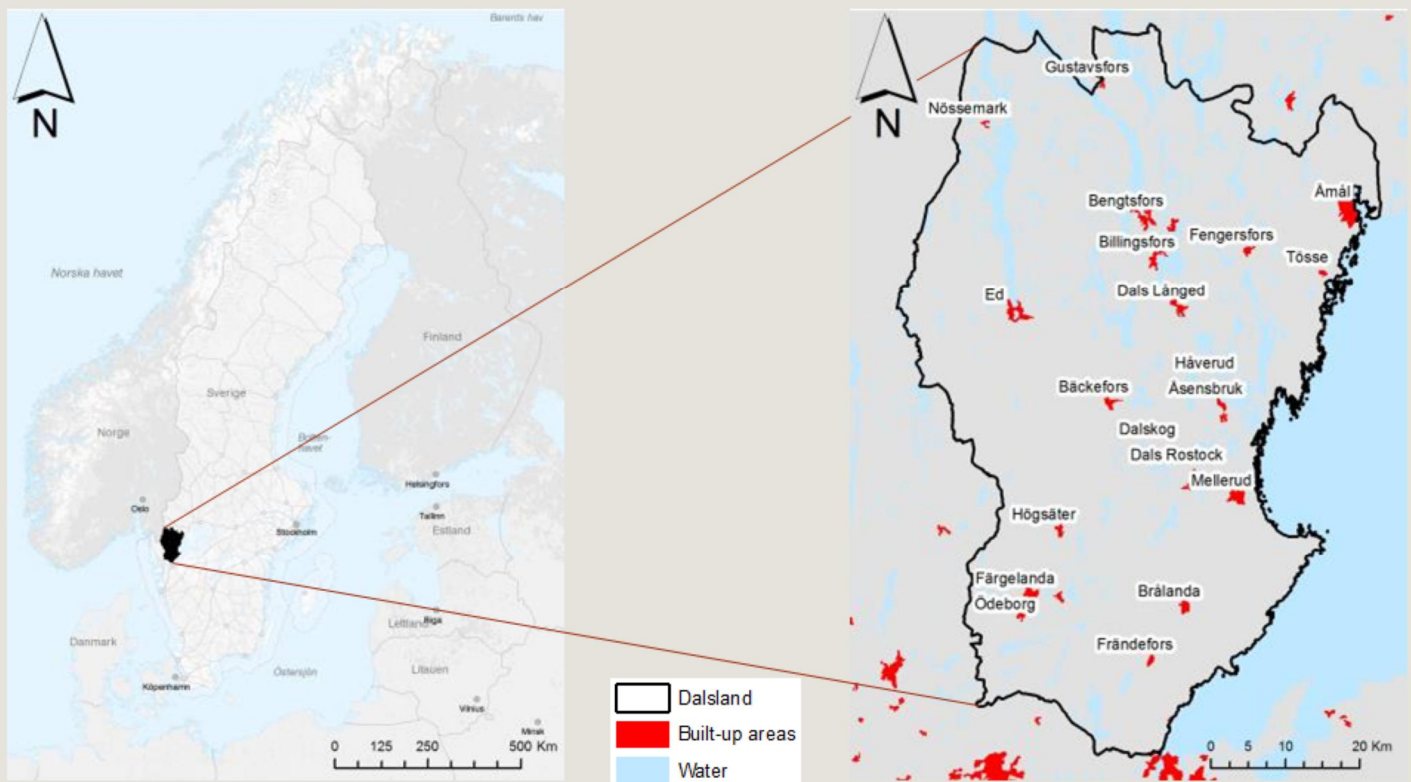 Barents hav
N
Norska havet
Finland
Sverige
Norge
Botten-
havet
Helsingfors
Oslo
Tallinn
Stockholm
Estland
Riga
Lettland
Danmark
Litauen
Köpenhamn
Östersjön
Vilnius
Minsk
0 125 250 500 Km
Dalsland
Built-up areas
Water
N
Gustavsfors
Nössemark
Åmål
Bengtsfors
Fengersfors
Billingsfors
Tösse
Ed
Dals Långed
Håverud
Bäckefors
Åsensbruk
Dalskog
Dals Rostock
Mellerud
Högsäter
Färgelanda
Brålanda
Ödeborg
Frändefors
0 5 10 20 Km